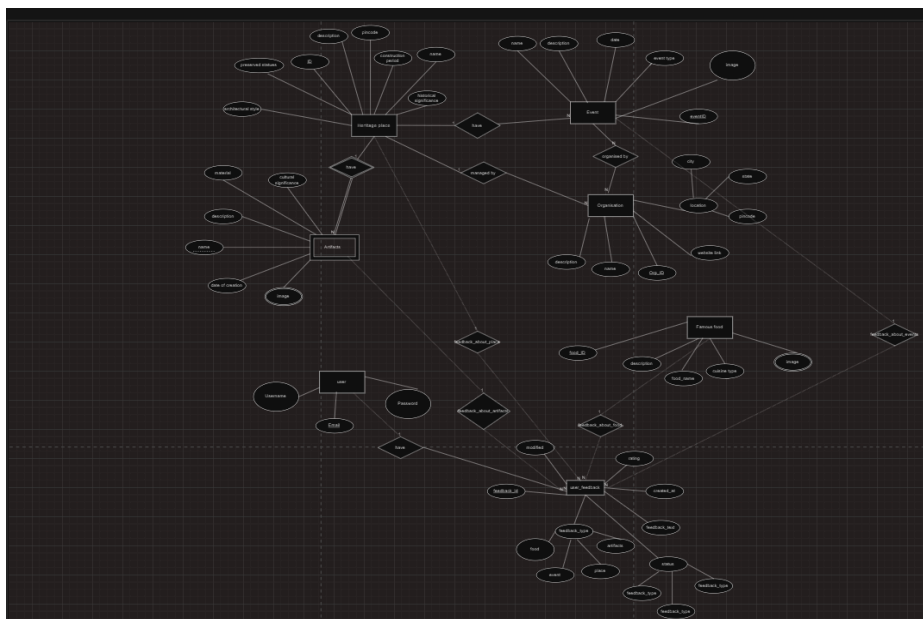 description
pincode
name
description
date
preserved statues
ID
construction
period
name
event type
image
architectural style
historical
significance
Heritage place
have
Event
eventID
have
managed by
organised by
city
material
cultural
significance
state
description
Organisation
location
pincode
name
Artifacts
website link
description
name
Org_ID
date of creation
image
Famous food
feedback_about_event
feedback_about_place
food_ID
description
image
food_name
cuisine type
user
Username
Password
Email
feedback_about_artifact
feedback_about_food
have
modified
rating
feedback_id
user_feedback
created_at
feedback_type
feedback_text
food
artifacts
event
place
status
feedback_type
feedback_type
feedback_type